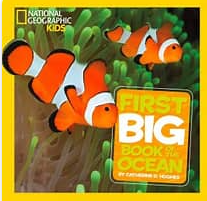 NATIONAL
GEOGRAPHIC
KiDS
FIRST
BIG
BOOK OF THE
OCEAN
BY CATHERINE D. HUGHES